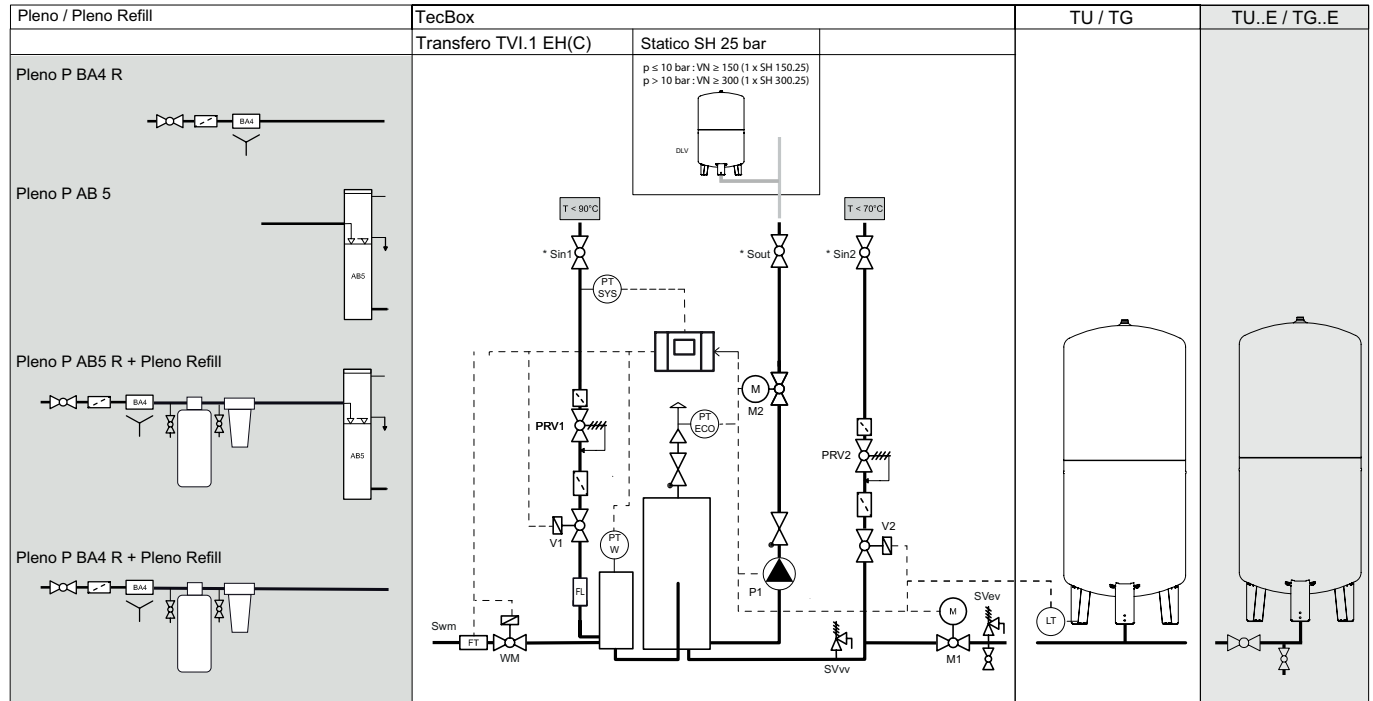 Pleno / Pleno Refill
TecBox
TU / TG
TU..E / TG..E
Transfero TVI.1 EH(C)
Statico SH 25 bar
p ≤ 10 bar : VN ≥ 150 (1 x SH 150.25)
p > 10 bar : VN ≥ 300 (1 x SH 300.25)
DLV
Pleno P BA4 R
BA4
Pleno P AB 5
AB5
Pleno P AB5 R + Pleno Refill
BA4
AB5
Pleno P BA4 R + Pleno Refill
BA4
T < 90°C
T < 70°C
* Sin1
* Sout
* Sin2
PT
SYS
M
M2
PT
ECO
PRV1
PRV2
V1
V2
PT
W
FL
P1
Swm
FT
WM
SVvv
M
M1
SVev
LT